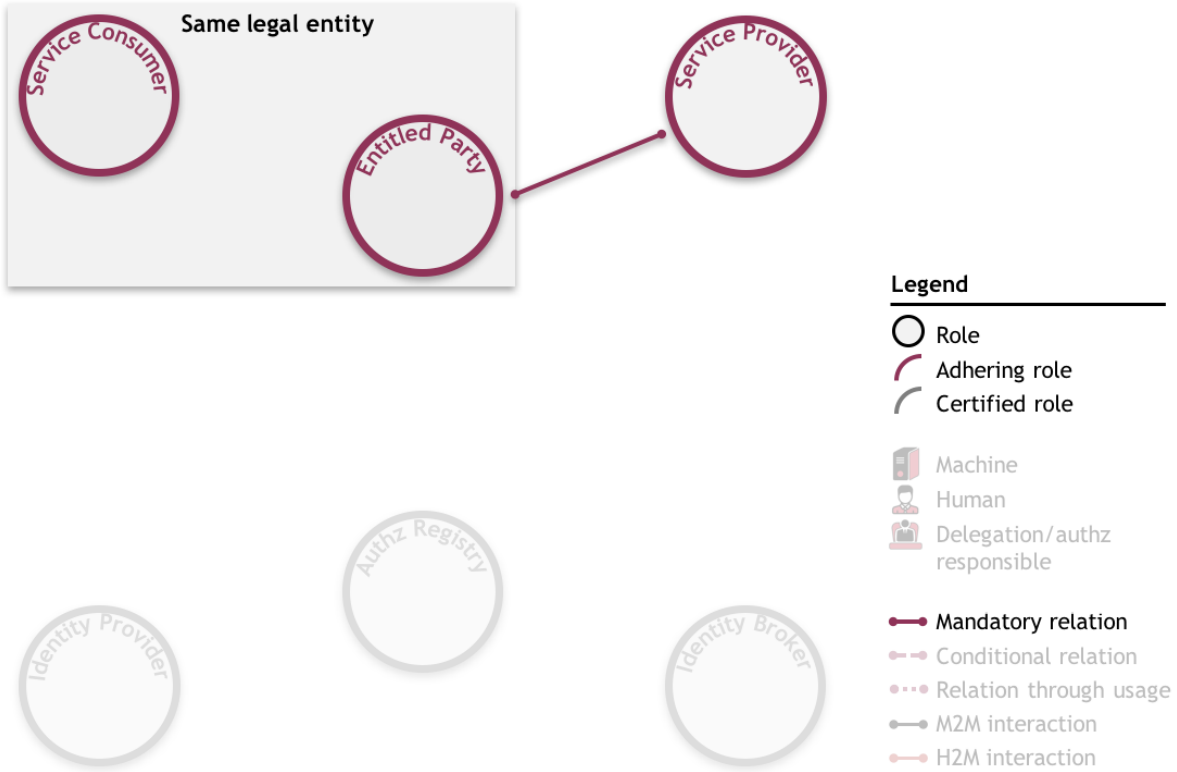 Same legal entity
Service Consumer
Entitled Party
Service Provider
Legend
Role
Adhering role
Certified role
Machine
Human
Delegation/authz
responsible
Mandatory relation
Conditional relation
Relation through usage
M2M interaction
H2M interaction
Authz Registry
Identity Provider
Identity Broker